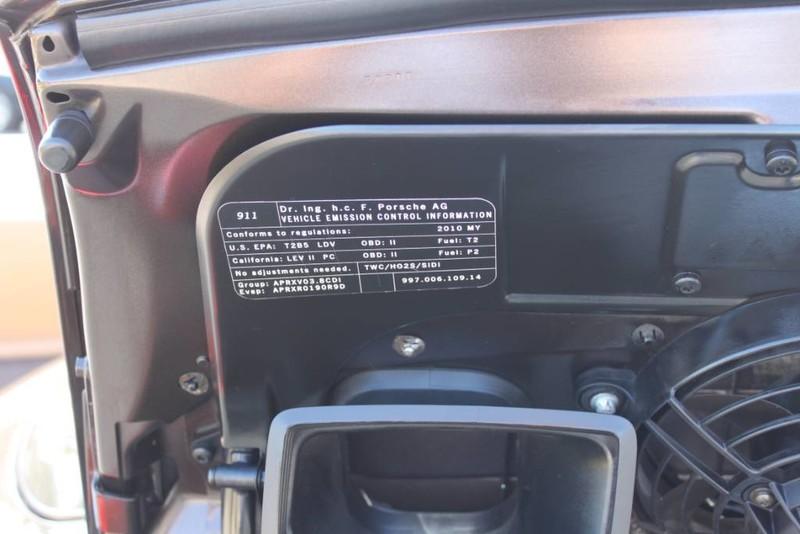 911 Dr. Ing. h.c. F. Porsche AG
VEHICLE EMISSION CONTROL INFORMATION
Conforms to regulations: 2010 MY
U.S. EPA: T2B5 LDV OBD: II Fuel: T2
California: LEV II PC OBD: II Fuel: P2
No adjustments needed. TWC/HO2S/SIDI
Group: APRXV03.8CDI
Evap: APRXR0190R9D 997.006.109.14